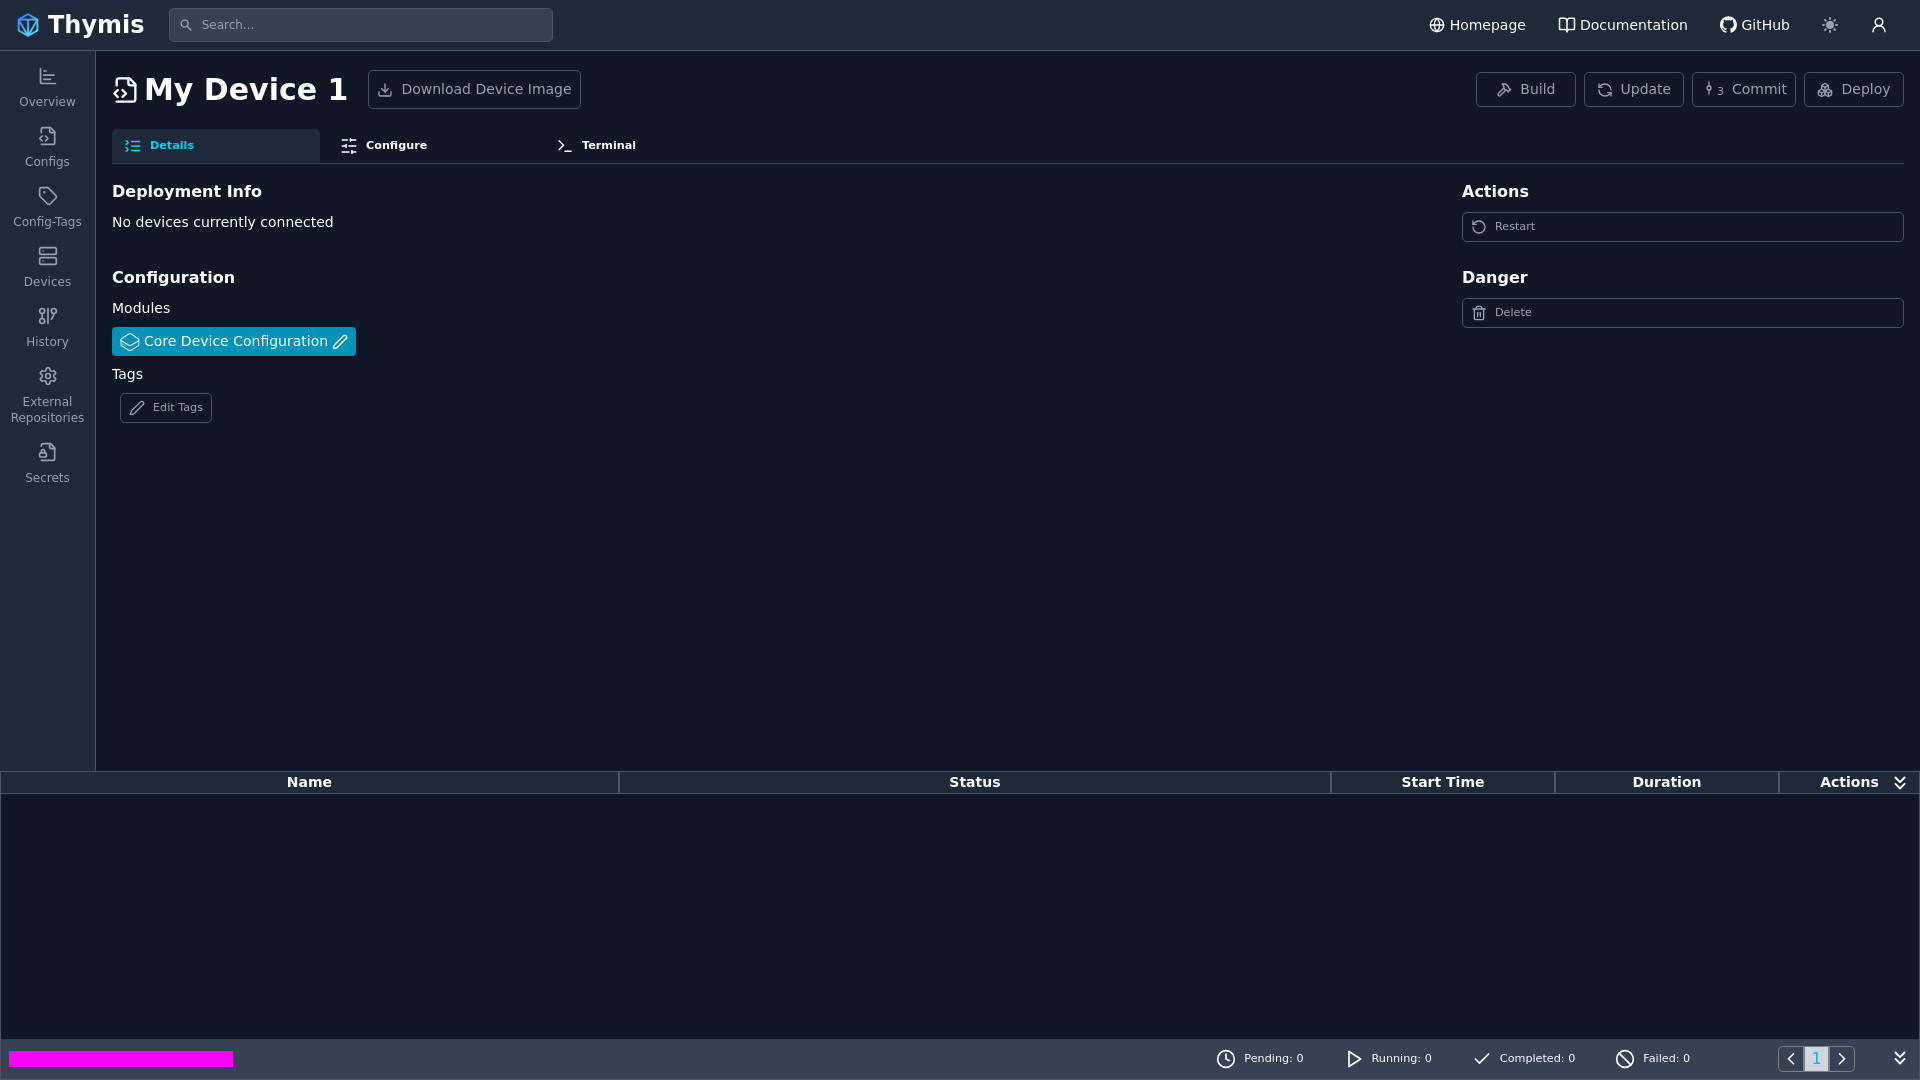 Thymis
Search...
Homepage
Documentation
GitHub
Overview
Configs
Config-Tags
Devices
History
External
Repositories
Secrets
My Device 1
Download Device Image
Build
Update
3 Commit
Deploy
Details
Configure
Terminal
Deployment Info
No devices currently connected
Configuration
Modules
Core Device Configuration
Tags
Edit Tags
Actions
Restart
Danger
Delete
Name Status Start Time Duration Actions
Pending: 0 Running: 0 Completed: 0 Failed: 0 1